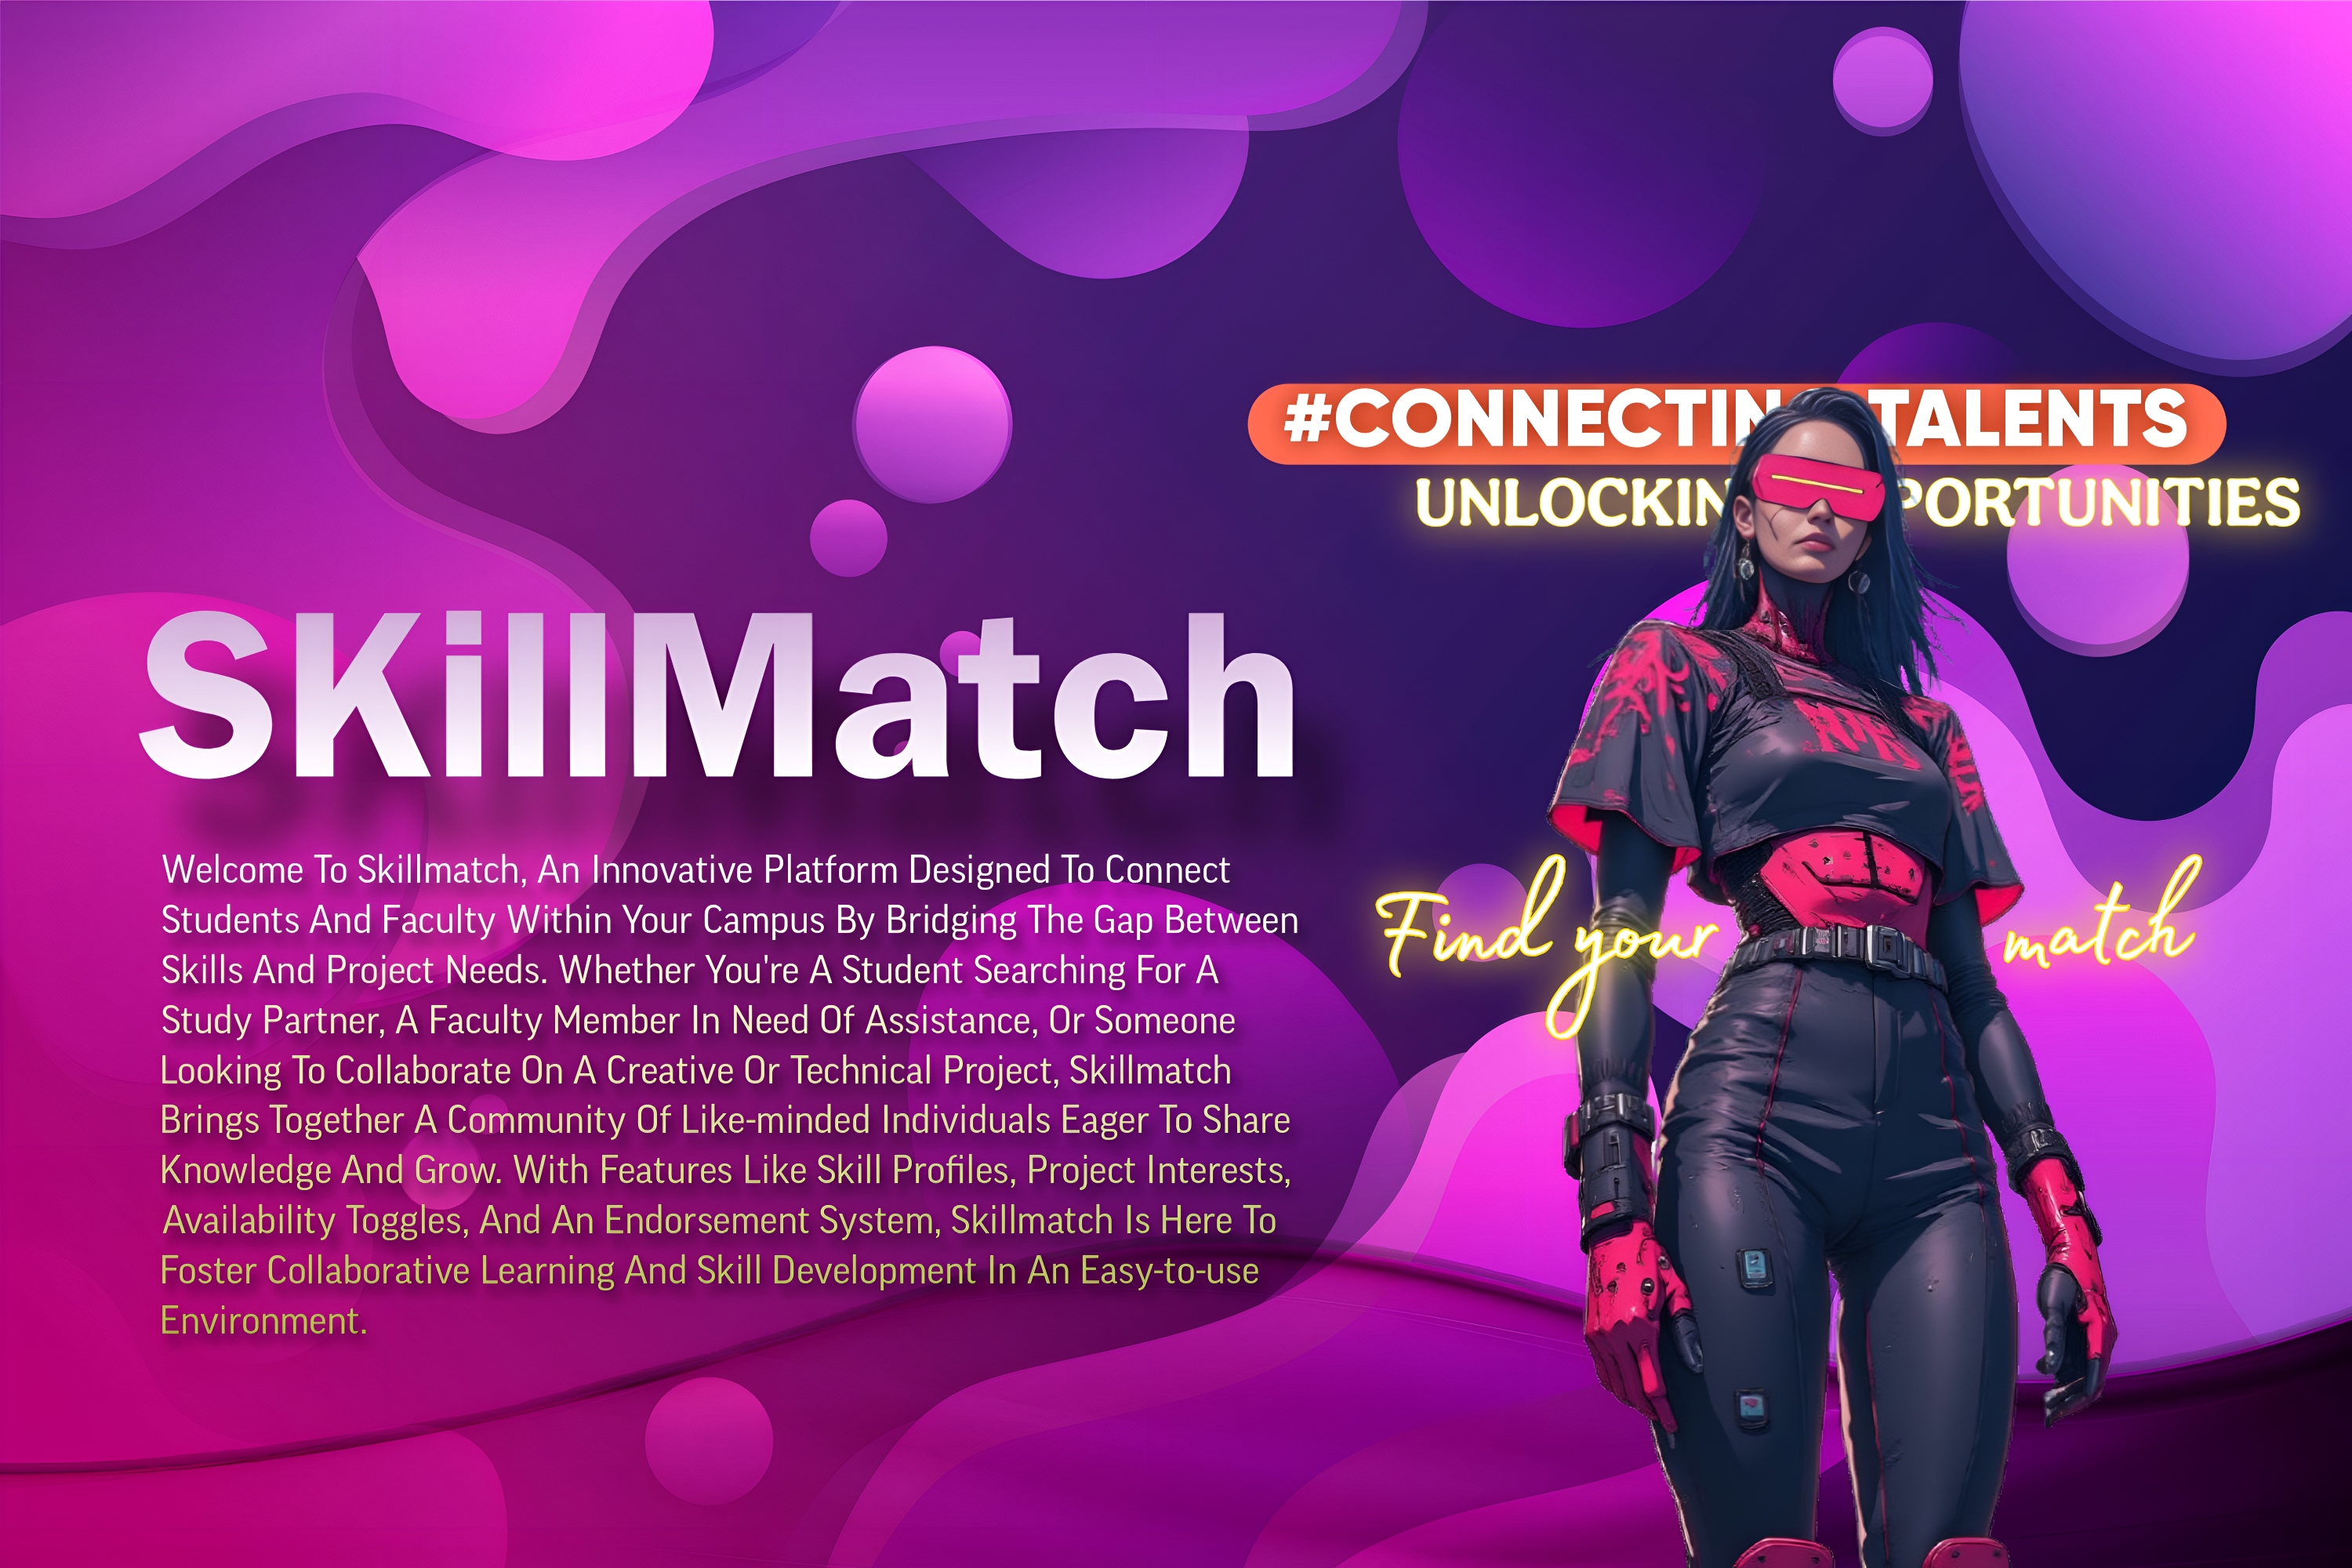 #CONNECTIN TALENTS
UNLOCKIN PORTUNITIES
SKillMatch
Welcome To Skillmatch, An Innovative Platform Designed To Connect
Students And Faculty Within Your Campus By Bridging The Gap Between
Skills And Project Needs. Whether You're A Student Searching For A
Study Partner, A Faculty Member In Need Of Assistance, Or Someone
Looking To Collaborate On A Creative Or Technical Project, Skillmatch
Brings Together A Community Of Like-minded Individuals Eager To Share
Knowledge And Grow. With Features Like Skill Profiles, Project Interests,
Availability Toggles, And An Endorsement System, Skillmatch Is Here To
Foster Collaborative Learning And Skill Development In An Easy-to-use
Environment.
Find your match